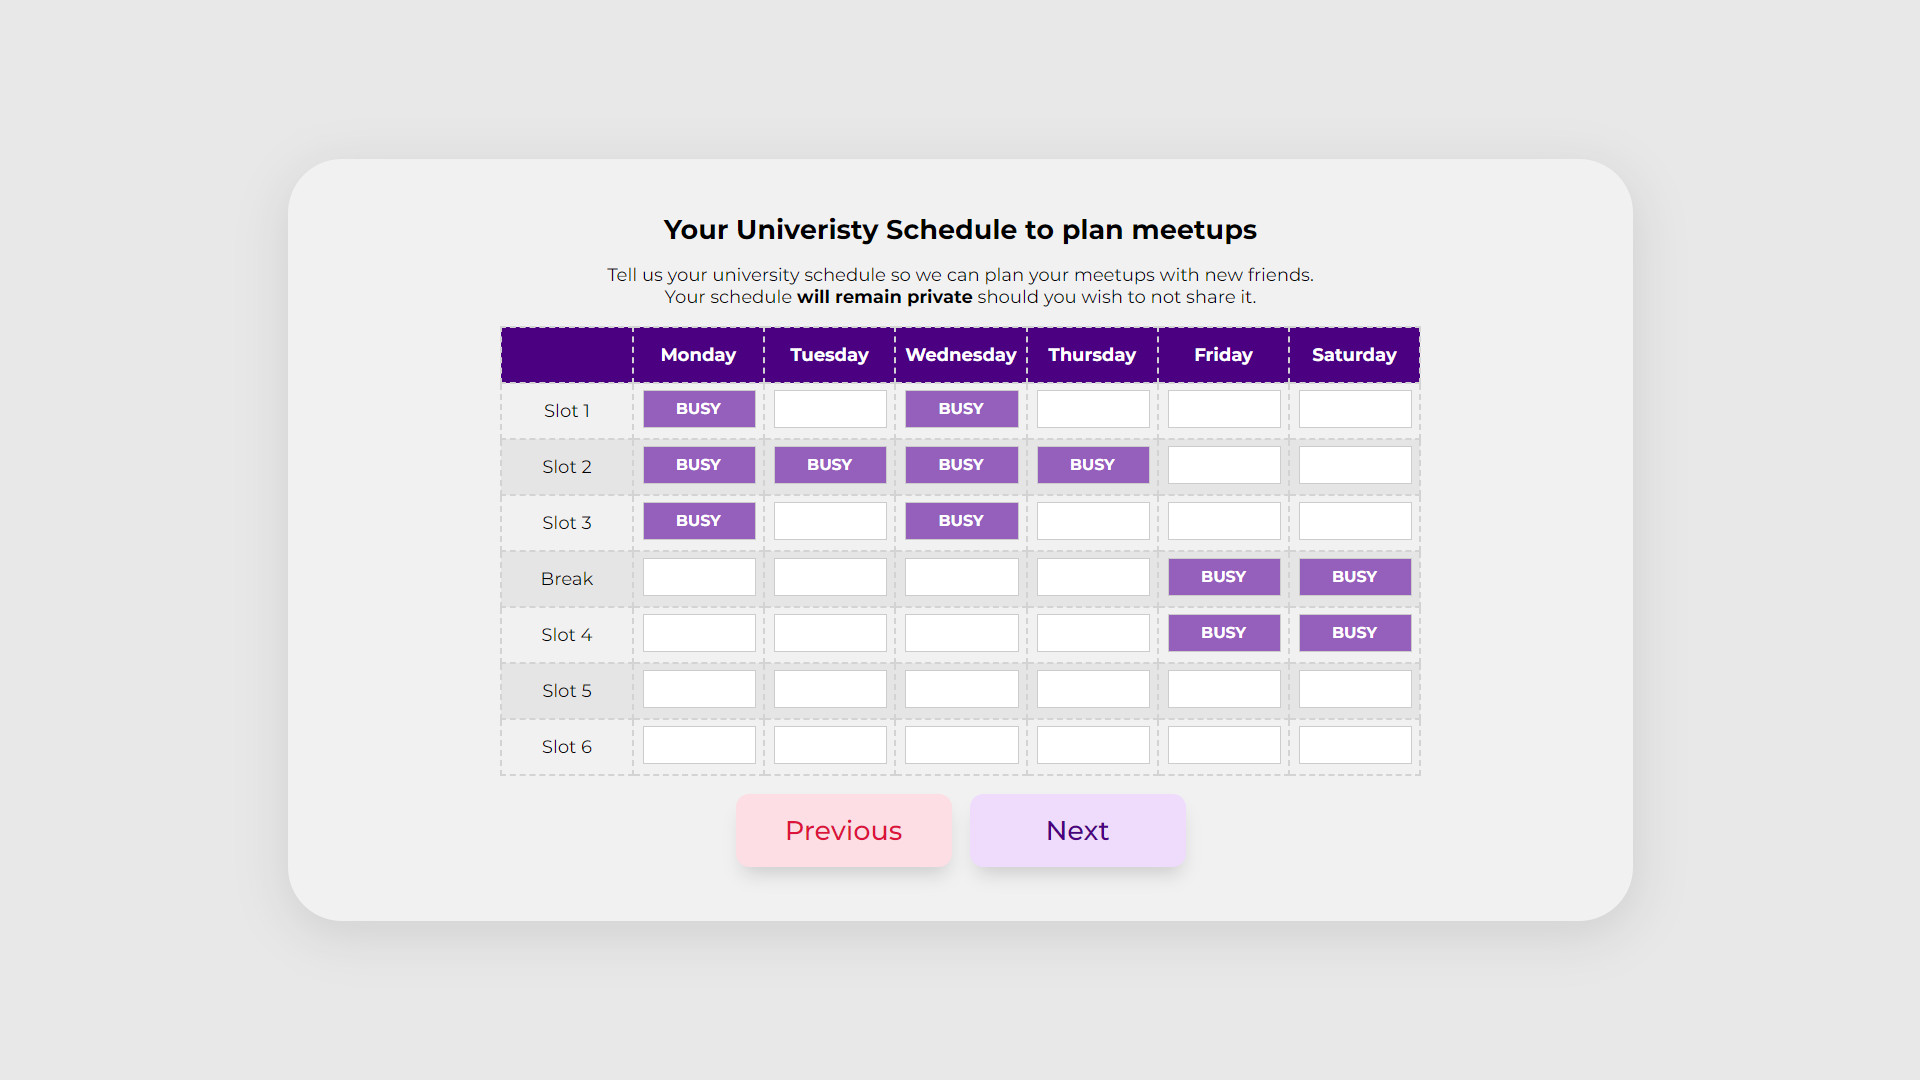 Your Univeristy Schedule to plan meetups
Tell us your university schedule so we can plan your meetups with new friends.
Your schedule will remain private should you wish to not share it.
Monday Tuesday Wednesday Thursday Friday Saturday
Slot 1 BUSY BUSY
Slot 2 BUSY BUSY BUSY BUSY
Slot 3 BUSY BUSY
Break BUSY BUSY
Slot 4 BUSY BUSY
Slot 5
Slot 6
Previous Next